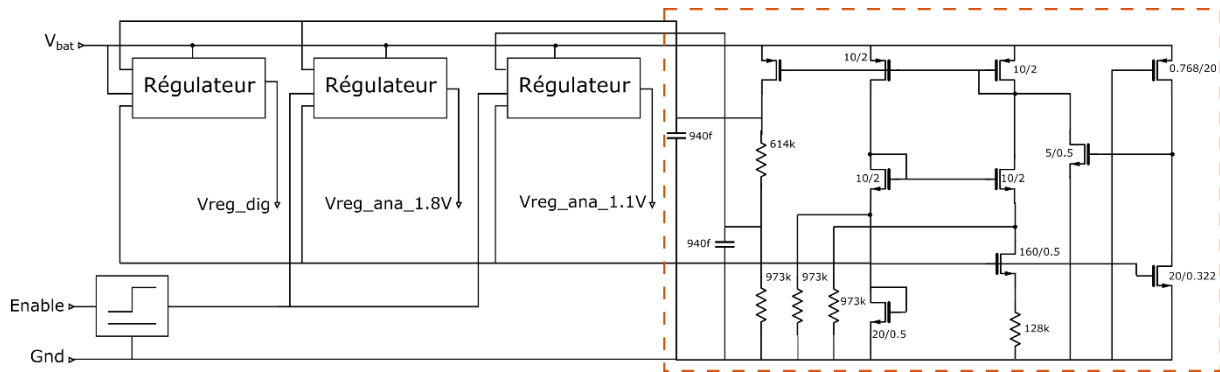 V_bat
Régulateur
Régulateur
Régulateur
10/2
10/2
0.768/20
940f
614k
5/0.5
10/2
10/2
Vreg_dig
Vreg_ana_1.8V
Vreg_ana_1.1V
940f
160/0.5
973k
973k
973k
20/0.322
Enable
20/0.5
128k
Gnd